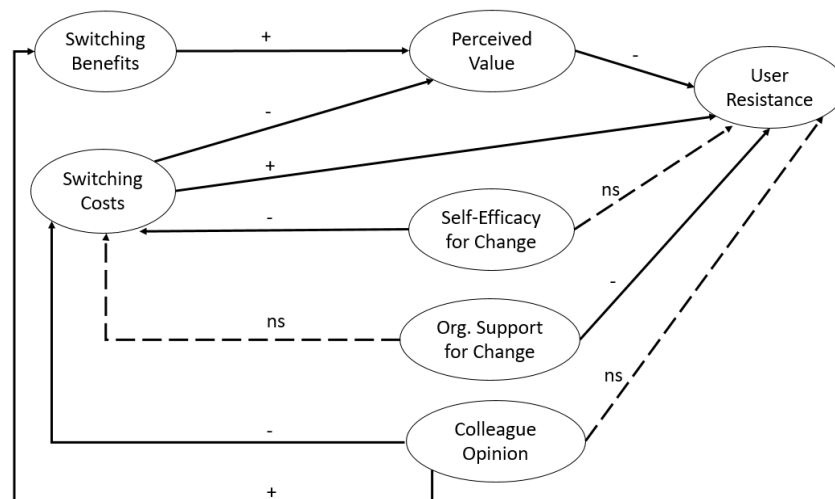 Switching
Benefits
+
Perceived
Value
-
User
Resistance
-
+
Switching
Costs
ns
-
Self-Efficacy
for Change
-
ns
Org. Support
for Change
ns
-
Colleague
Opinion
+